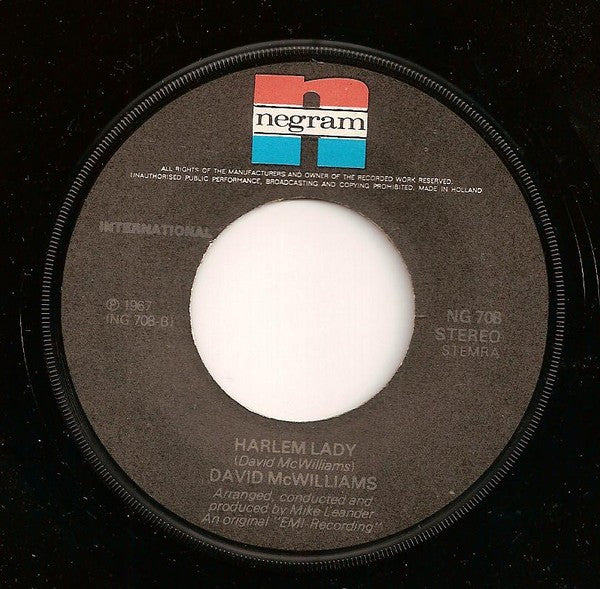 negram
ALL RIGHTS OF THE MANUFACTURERS AND OWNER OF THE RECORDED WORK RESERVED.
UNAUTHORISED PUBLIC PERFORMANCE, BROADCASTING AND COPYING PROHIBITED. MADE IN HOLLAND
INTERNATIONAL
℗ 1967
(NG 708-B)
NG 708
STEREO
STEMRA
HARLEM LADY
(David McWilliams)
DAVID McWILLIAMS
Arranged, conducted and
produced by Mike Leander
An original "EMI-Recording"